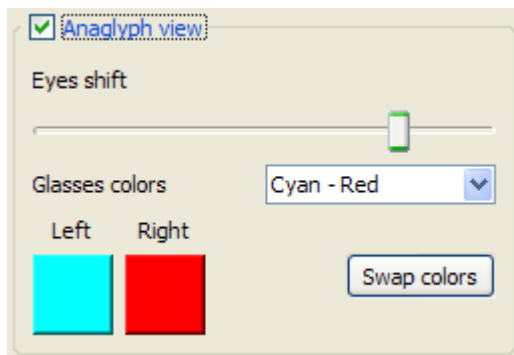 Anaglyph view
Eyes shift
Glasses colors Cyan - Red
Left Right
Swap colors